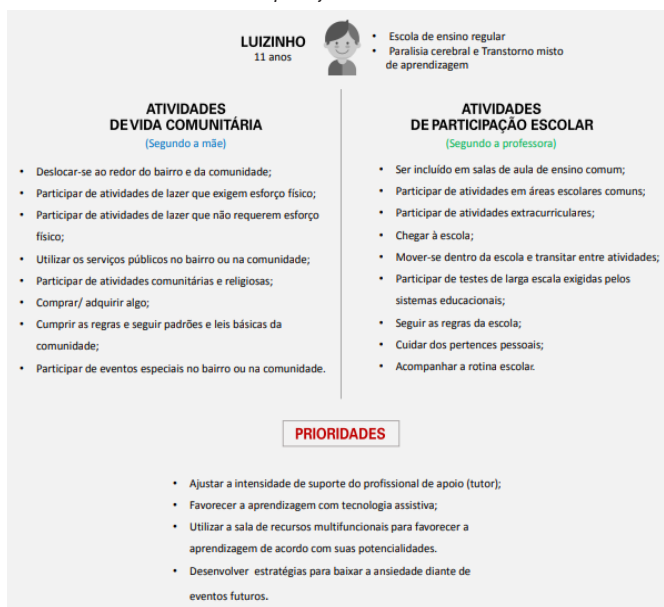 LUIZINHO
11 anos
• Escola de ensino regular
• Paralisia cerebral e Transtorno misto
de aprendizagem
ATIVIDADES
DE VIDA COMUNITÁRIA
(Segundo a mãe)
• Deslocar-se ao redor do bairro e da comunidade;
• Participar de atividades de lazer que exigem esforço físico;
• Participar de atividades de lazer que não requerem esforço
físico;
• Utilizar os serviços públicos no bairro ou na comunidade;
• Participar de atividades comunitárias e religiosas;
• Comprar/ adquirir algo;
• Cumprir as regras e seguir padrões e leis básicas da
comunidade;
• Participar de eventos especiais no bairro ou na comunidade.
ATIVIDADES
DE PARTICIPAÇÃO ESCOLAR
(Segundo a professora)
• Ser incluído em salas de aula de ensino comum;
• Participar de atividades em áreas escolares comuns;
• Participar de atividades extracurriculares;
• Chegar à escola;
• Mover-se dentro da escola e transitar entre atividades;
• Participar de testes de larga escala exigidas pelos
sistemas educacionais;
• Seguir as regras da escola;
• Cuidar dos pertences pessoais;
• Acompanhar a rotina escolar.
PRIORIDADES
• Ajustar a intensidade de suporte do profissional de apoio (tutor);
• Favorecer a aprendizagem com tecnologia assistiva;
• Utilizar a sala de recursos multifuncionais para favorecer a
aprendizagem de acordo com suas potencialidades.
• Desenvolver estratégias para baixar a ansiedade diante de
eventos futuros.